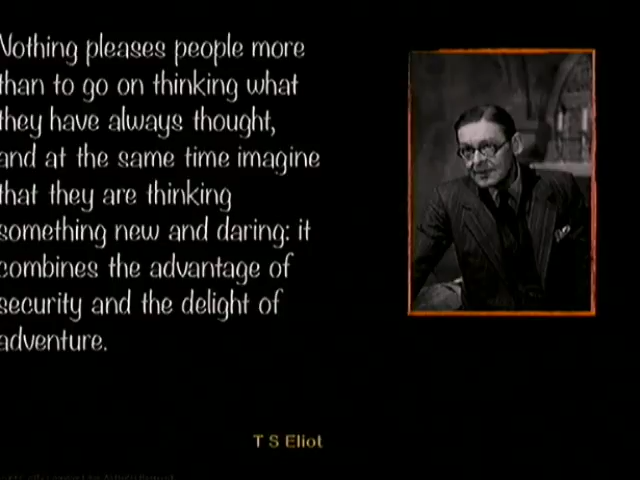 Nothing pleases people more
than to go on thinking what
they have always thought,
and at the same time imagine
that they are thinking
something new and daring: it
combines the advantage of
security and the delight of
adventure.
T S Eliot